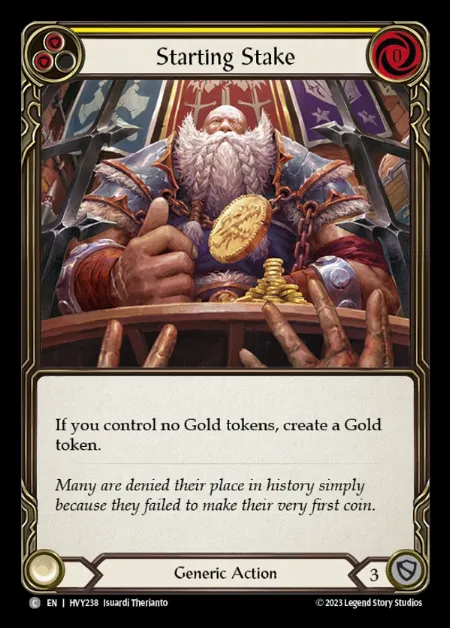 Starting Stake
0
If you control no Gold tokens, create a Gold
token.
Many are denied their place in history simply
because they failed to make their very first coin.
Generic Action
3
C EN | HVY238 Isuardi Therianto
© 2023 Legend Story Studios